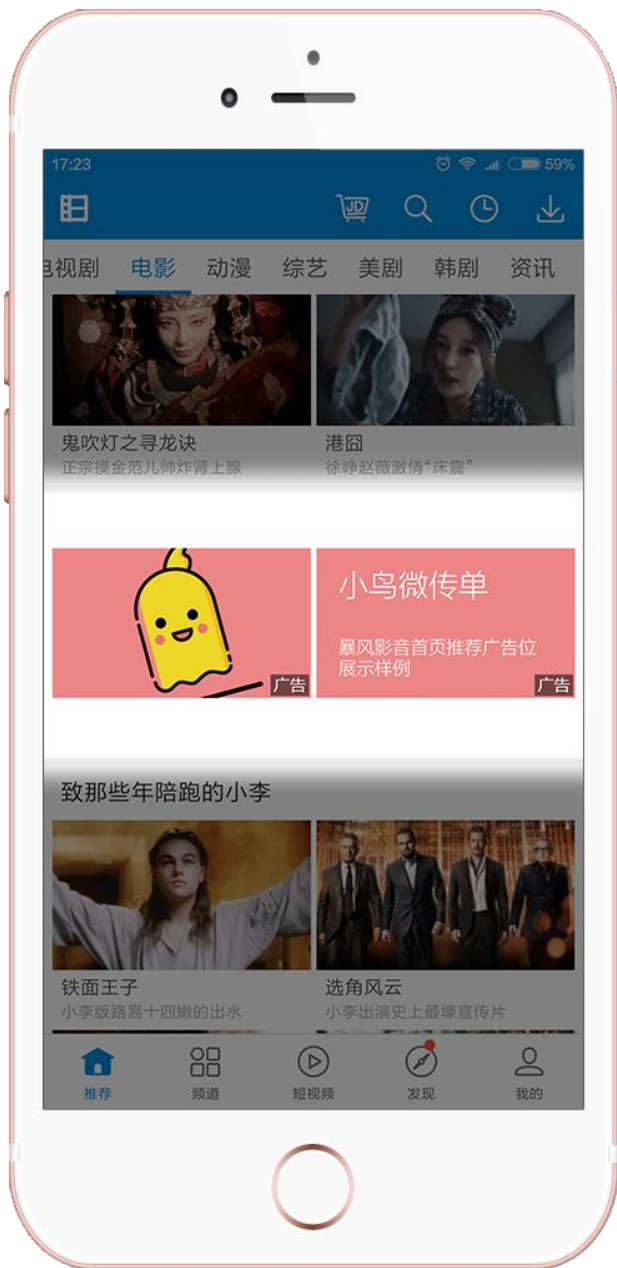 17:23
59%
JD
电视剧 电影 动漫 综艺 美剧 韩剧 资讯
鬼吹灯之寻龙诀
港囧
正宗摸金范儿帅炸肾上腺
徐峥赵薇激情“床震”
小鸟微传单
暴风影音首页推荐广告位
展示样例
广告
广告
致那些年陪跑的小李
铁面王子
选角风云
小李版路易十四嫩的出水
小李出演史上最壕宣传片
推荐 频道 短视频 发现 我的